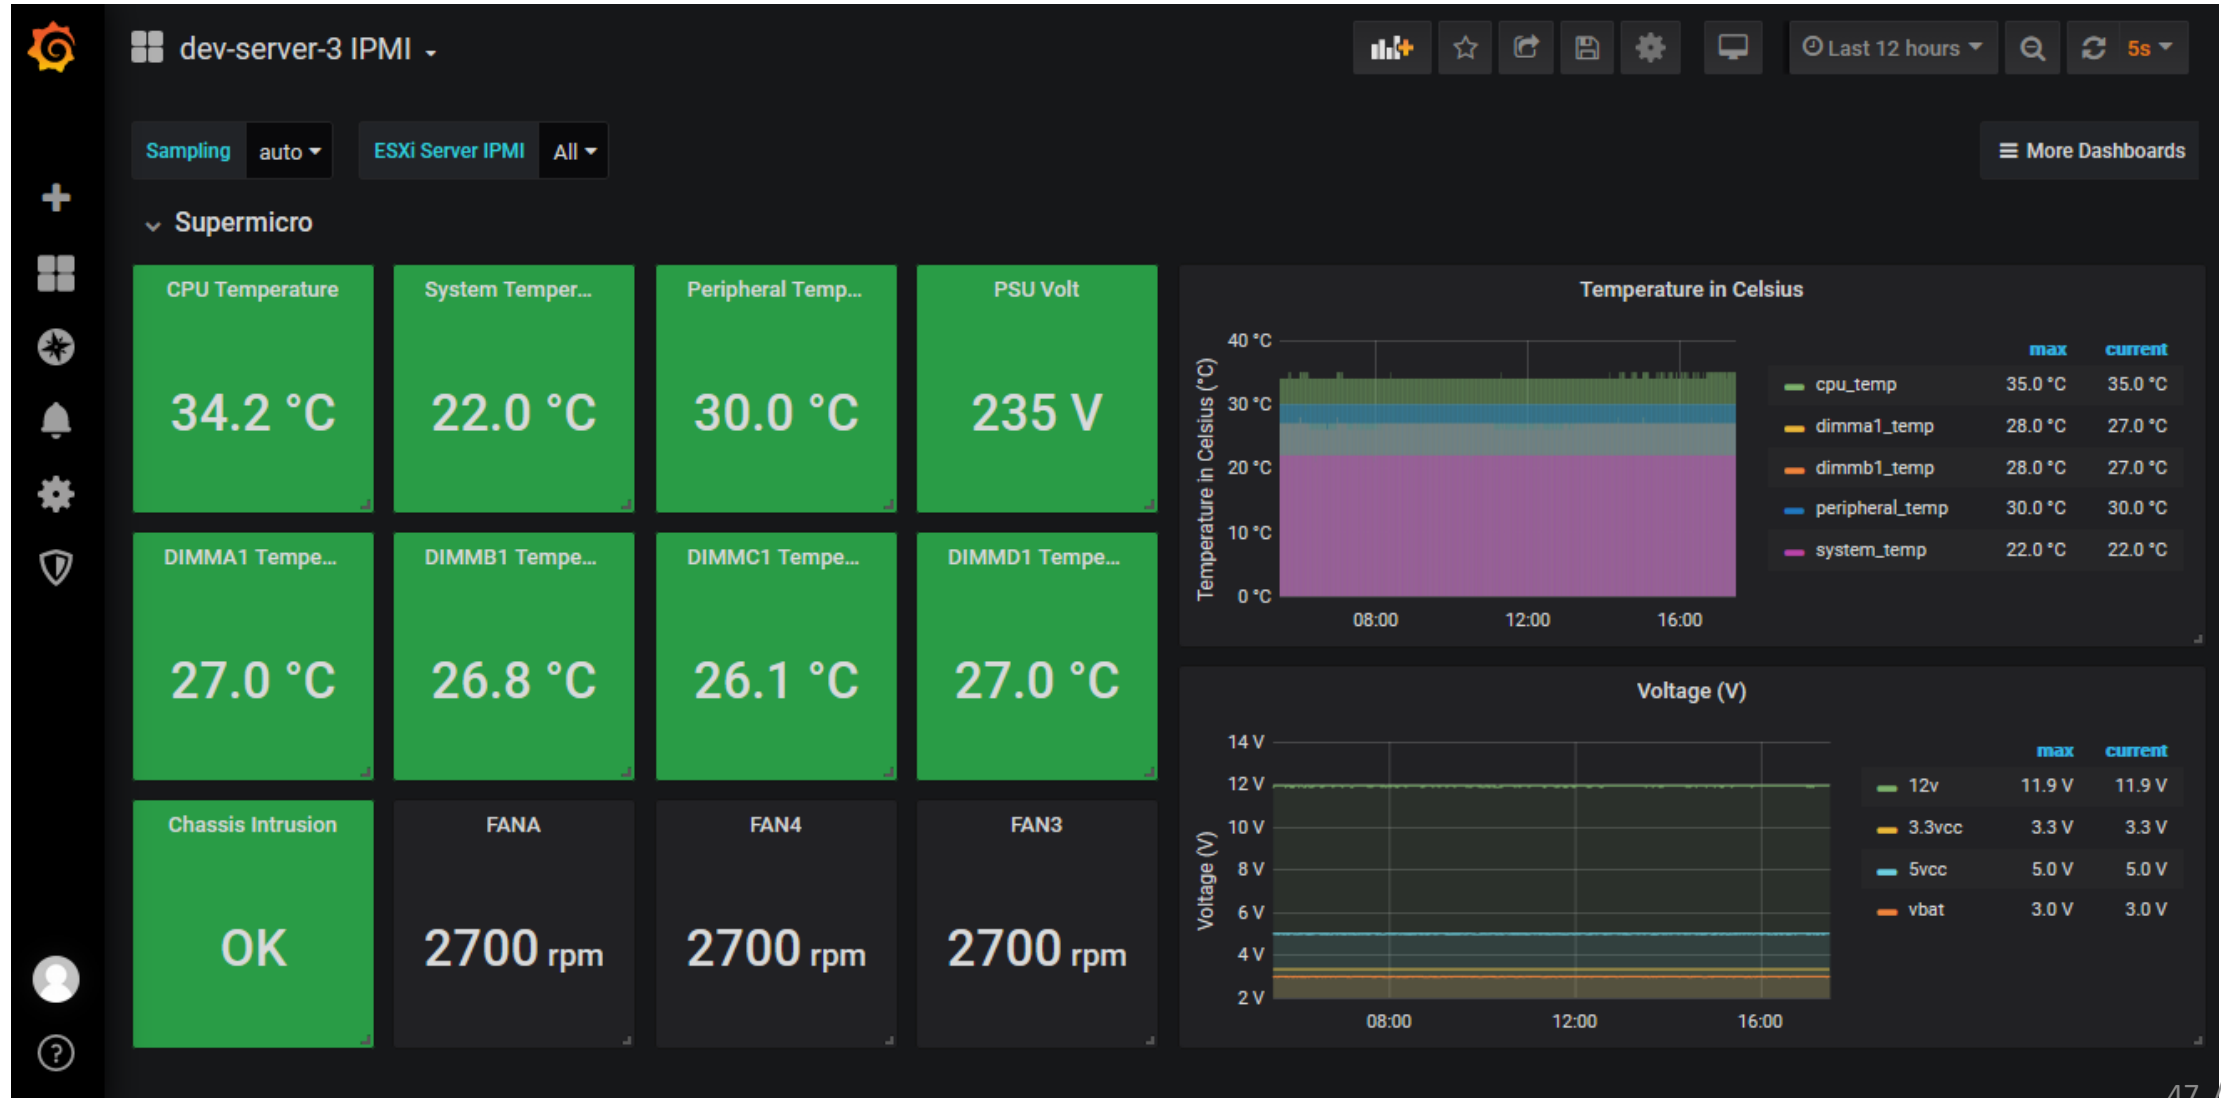 dev-server-3 IPMI
Last 12 hours
5s
Sampling auto
ESXi Server IPMI All
More Dashboards
Supermicro
CPU Temperature
34.2 °C
System Temper...
22.0 °C
Peripheral Temp...
30.0 °C
PSU Volt
235 V
DIMMA1 Tempe...
27.0 °C
DIMMB1 Tempe...
26.8 °C
DIMMC1 Tempe...
26.1 °C
DIMMD1 Tempe...
27.0 °C
Chassis Intrusion
OK
FANA
2700 rpm
FAN4
2700 rpm
FAN3
2700 rpm
Temperature in Celsius
Temperature in Celsius (°C)
40 °C
30 °C
20 °C
10 °C
0 °C
08:00 12:00 16:00
max current
cpu_temp 35.0 °C 35.0 °C
dimma1_temp 28.0 °C 27.0 °C
dimmb1_temp 28.0 °C 27.0 °C
peripheral_temp 30.0 °C 30.0 °C
system_temp 22.0 °C 22.0 °C
Voltage (V)
Voltage (V)
14 V
12 V
10 V
8 V
6 V
4 V
2 V
08:00 12:00 16:00
max current
12v 11.9 V 11.9 V
3.3vcc 3.3 V 3.3 V
5vcc 5.0 V 5.0 V
vbat 3.0 V 3.0 V